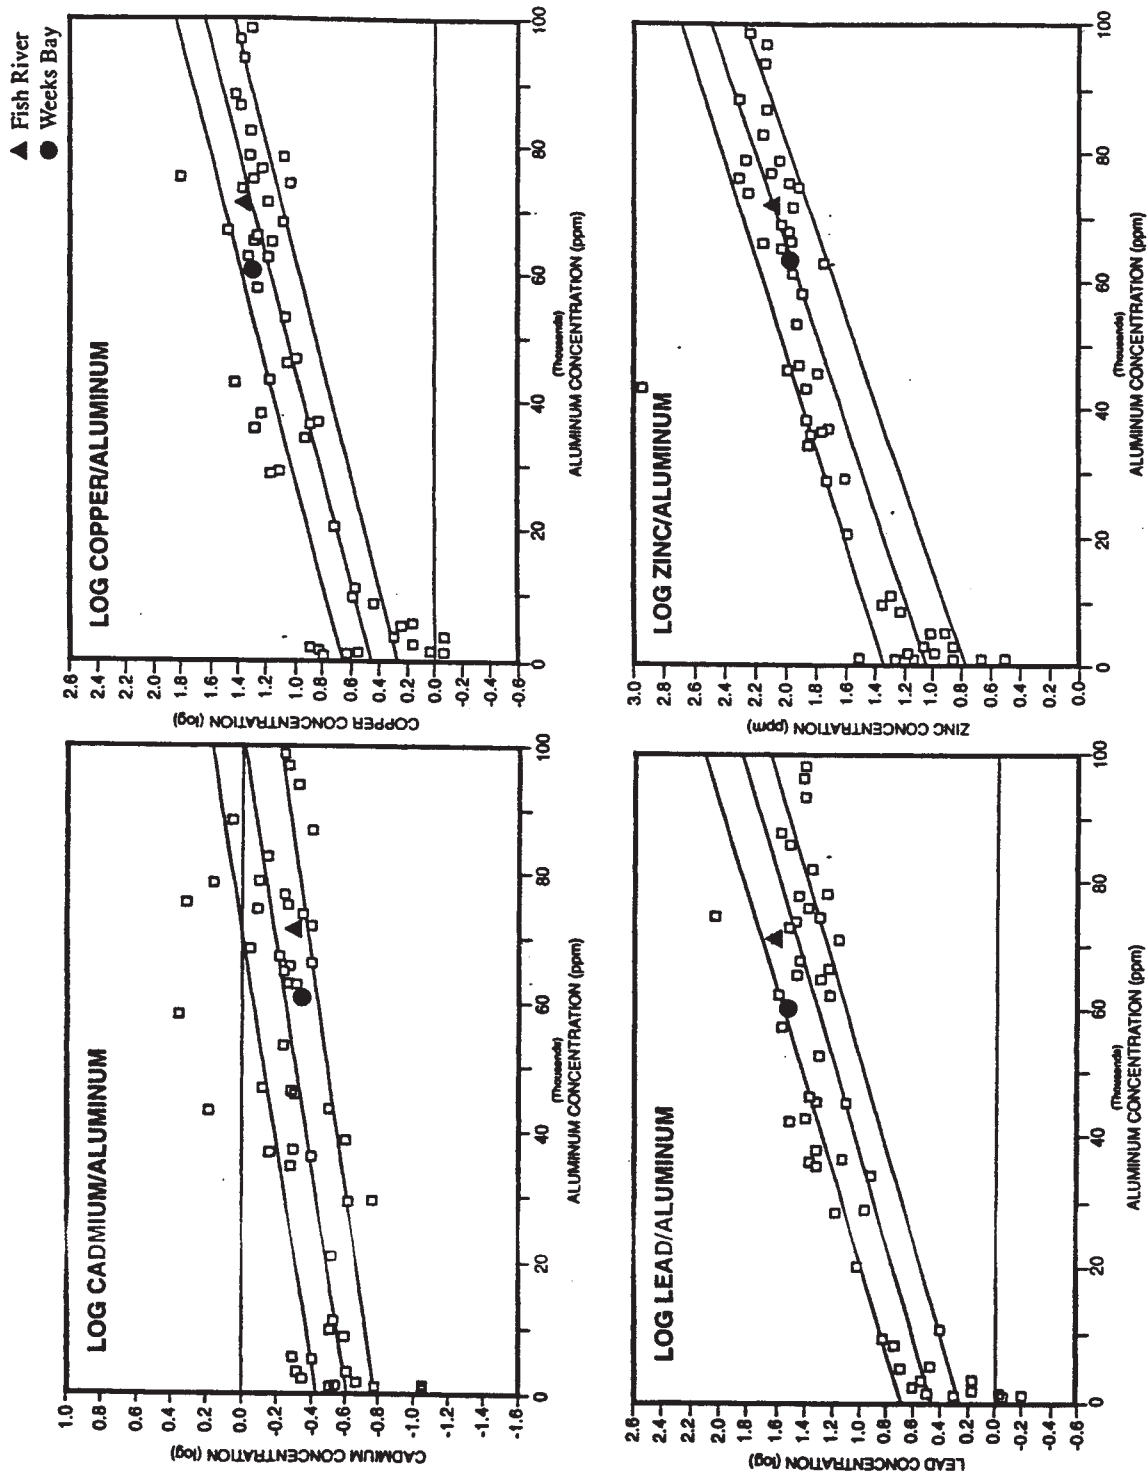 ▲ Fish River
● Weeks Bay
LOG CADMIUM/ALUMINUM
CADMIUM CONCENTRATION (log)
1.0
0.8
0.6
0.4
0.2
0.0
-0.2
-0.4
-0.6
-0.8
-1.0
-1.2
-1.4
-1.6
0 20 40 60 80 100
(Thousands)
ALUMINUM CONCENTRATION (ppm)
LOG COPPER/ALUMINUM
COPPER CONCENTRATION (log)
2.6
2.4
2.2
2.0
1.8
1.6
1.4
1.2
1.0
0.8
0.6
0.4
0.2
0.0
-0.2
-0.4
-0.6
0 20 40 60 80 100
(Thousands)
ALUMINUM CONCENTRATION (ppm)
LOG LEAD/ALUMINUM
LEAD CONCENTRATION (log)
2.6
2.4
2.2
2.0
1.8
1.6
1.4
1.2
1.0
0.8
0.6
0.4
0.2
0.0
-0.2
-0.4
-0.6
0 20 40 60 80 100
(Thousands)
ALUMINUM CONCENTRATION (ppm)
LOG ZINC/ALUMINUM
ZINC CONCENTRATION (ppm)
3.0
2.8
2.6
2.4
2.2
2.0
1.8
1.6
1.4
1.2
1.0
0.8
0.6
0.4
0.2
0.0
0 20 40 60 80 100
(Thousands)
ALUMINUM CONCENTRATION (ppm)